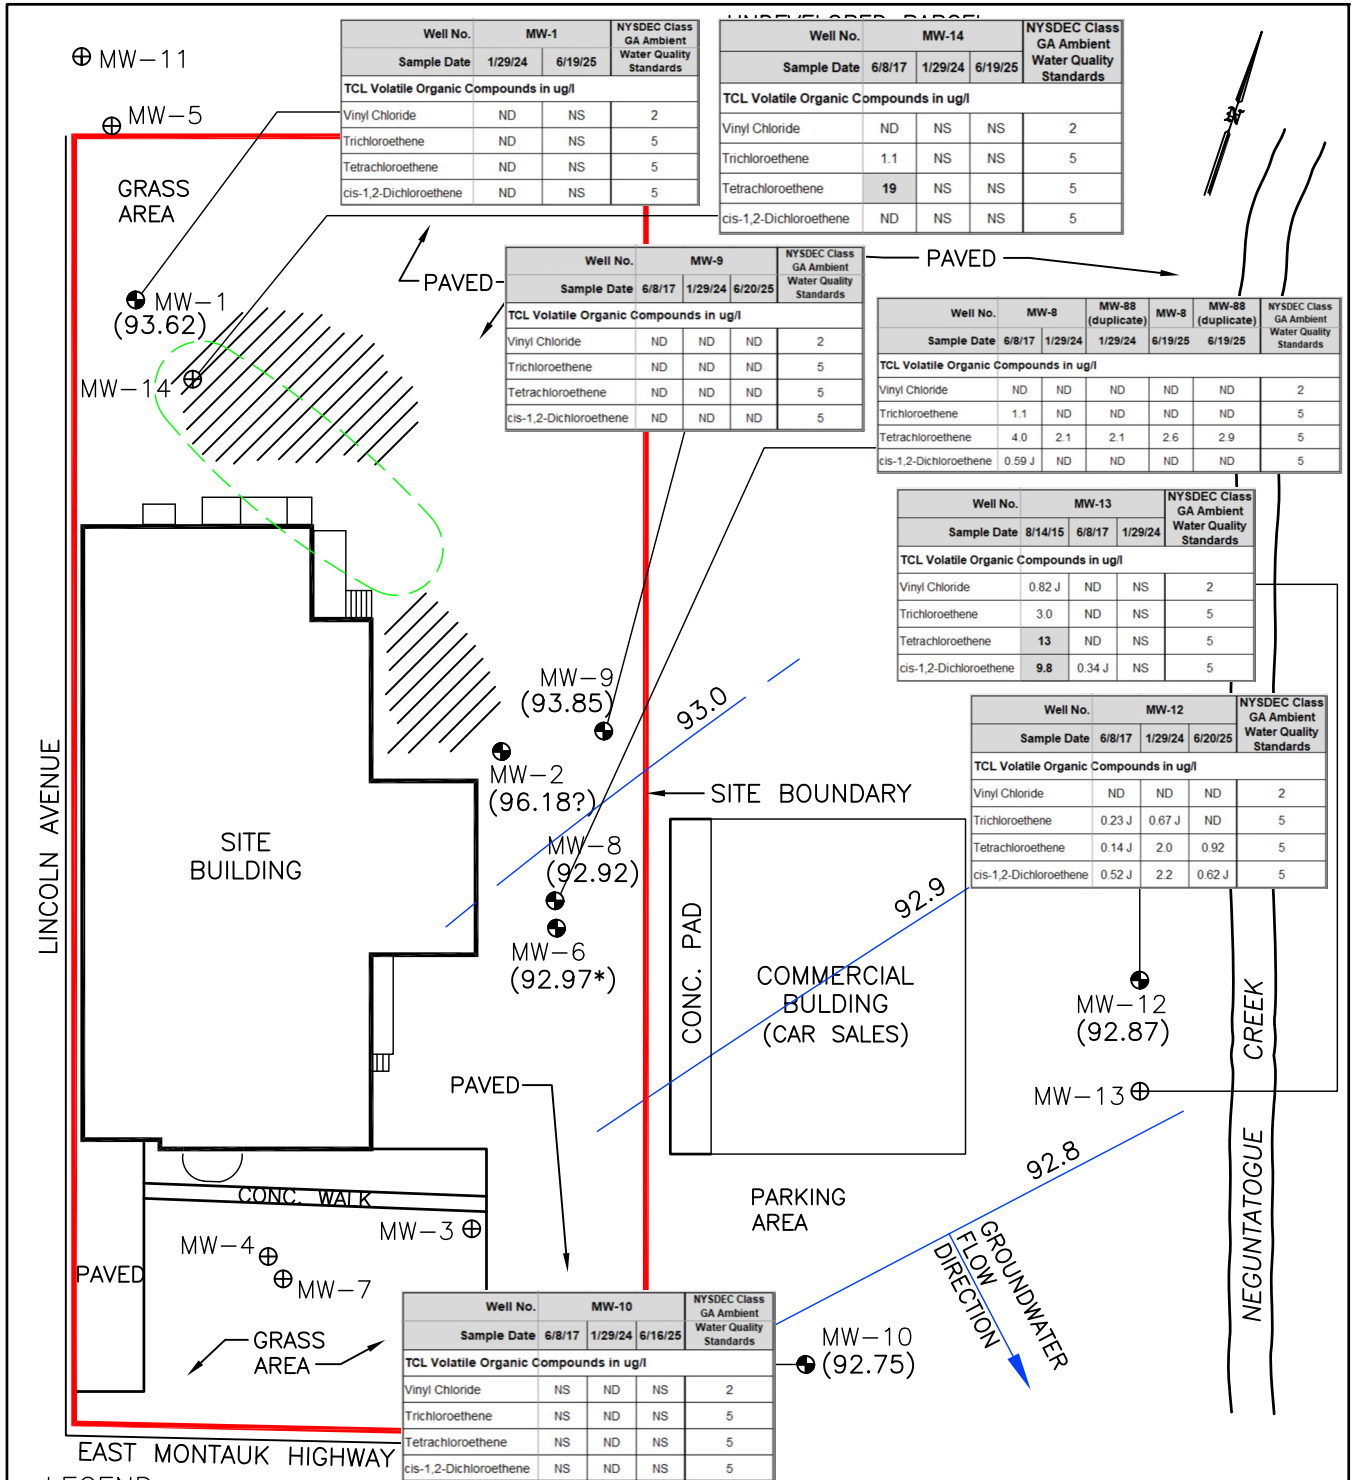 UNDEVELOPED PARCEL
MW-11
MW-5
GRASS
AREA
Well No. MW-1 NYSDEC Class GA Ambient Water Quality Standards
Sample Date 1/29/24 6/19/25
TCL Volatile Organic Compounds in ug/l
Vinyl Chloride ND NS 2
Trichloroethene ND NS 5
Tetrachloroethene ND NS 5
cis-1,2-Dichloroethene ND NS 5
Well No. MW-14 NYSDEC Class GA Ambient Water Quality Standards
Sample Date 6/8/17 1/29/24 6/19/25
TCL Volatile Organic Compounds in ug/l
Vinyl Chloride ND NS NS 2
Trichloroethene 1.1 NS NS 5
Tetrachloroethene 19 NS NS 5
cis-1,2-Dichloroethene ND NS NS 5
PAVED
PAVED
MW-1
(93.62)
MW-14
Well No. MW-9 NYSDEC Class GA Ambient Water Quality Standards
Sample Date 6/8/17 1/29/24 6/20/25
TCL Volatile Organic Compounds in ug/l
Vinyl Chloride ND ND ND 2
Trichloroethene ND ND ND 5
Tetrachloroethene ND ND ND 5
cis-1,2-Dichloroethene ND ND ND 5
Well No. MW-8 MW-88 (duplicate) MW-8 MW-88 (duplicate) NYSDEC Class GA Ambient Water Quality Standards
Sample Date 6/8/17 1/29/24 1/29/24 6/19/25 6/19/25
TCL Volatile Organic Compounds in ug/l
Vinyl Chloride ND ND ND ND ND 2
Trichloroethene 1.1 ND ND ND ND 5
Tetrachloroethene 4.0 2.1 2.1 2.6 2.9 5
cis-1,2-Dichloroethene 0.59 J ND ND ND ND 5
Well No. MW-13 NYSDEC Class GA Ambient Water Quality Standards
Sample Date 8/14/15 6/8/17 1/29/24
TCL Volatile Organic Compounds in ug/l
Vinyl Chloride 0.82 J ND NS 2
Trichloroethene 3.0 ND NS 5
Tetrachloroethene 13 ND NS 5
cis-1,2-Dichloroethene 9.8 0.34 J NS 5
Well No. MW-12 NYSDEC Class GA Ambient Water Quality Standards
Sample Date 6/8/17 1/29/24 6/20/25
TCL Volatile Organic Compounds in ug/l
Vinyl Chloride ND ND ND 2
Trichloroethene 0.23 J 0.67 J ND 5
Tetrachloroethene 0.14 J 2.0 0.92 5
cis-1,2-Dichloroethene 0.52 J 2.2 0.62 J 5
MW-9
(93.85)
93.0
MW-2
(96.18?)
SITE BOUNDARY
LINCOLN AVENUE
SITE
BUILDING
MW-8
(92.92)
MW-6
(92.97*)
92.9
CONC. PAD
COMMERCIAL
BULDING
(CAR SALES)
MW-12
(92.87)
MW-13
NEGUNTATOGUE CREEK
PAVED
92.8
PARKING
AREA
CONC. WALK
MW-3
MW-4
MW-7
PAVED
GROUNDWATER
FLOW
DIRECTION
GRASS
AREA
MW-10
(92.75)
Well No. MW-10 NYSDEC Class GA Ambient Water Quality Standards
Sample Date 6/8/17 1/29/24 6/16/25
TCL Volatile Organic Compounds in ug/l
Vinyl Chloride NS ND NS 2
Trichloroethene NS ND NS 5
Tetrachloroethene NS ND NS 5
cis-1,2-Dichloroethene NS ND NS 5
EAST MONTAUK HIGHWAY
LEGEND